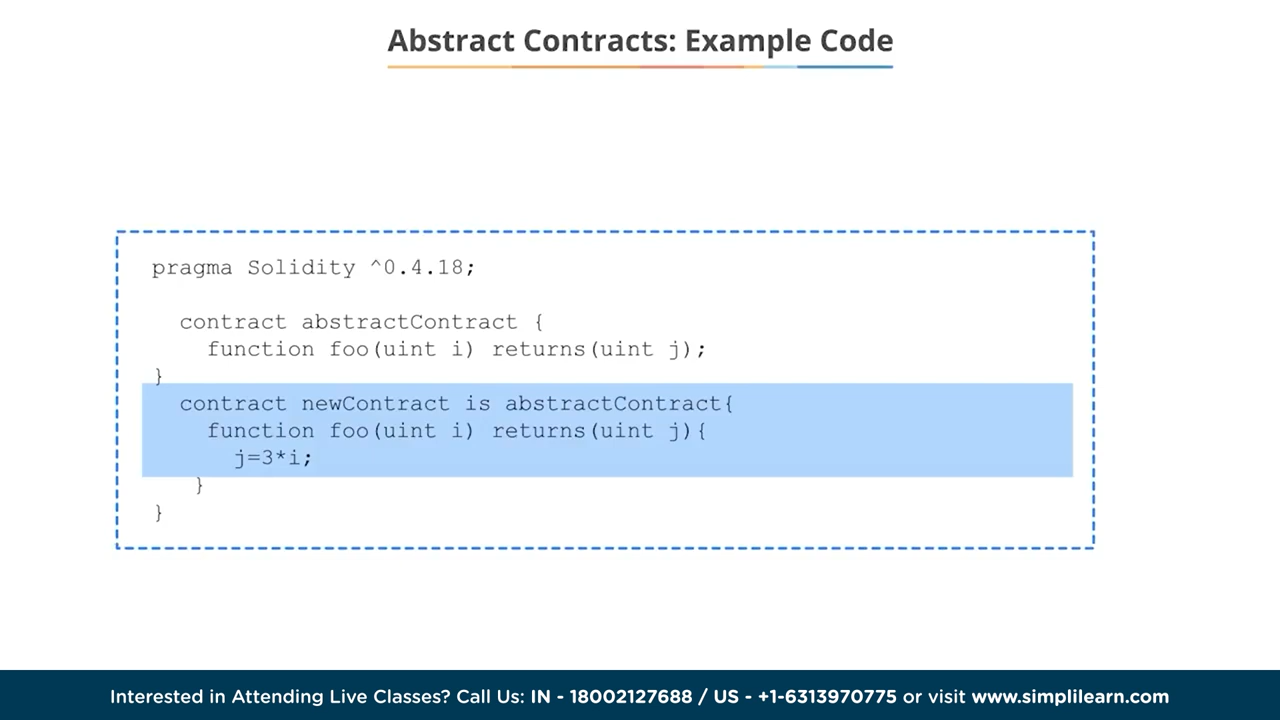 Abstract Contracts: Example Code
pragma Solidity ^0.4.18;
contract abstractContract {
function foo(uint i) returns(uint j);
}
contract newContract is abstractContract{
function foo(uint i) returns(uint j){
j=3*i;
}
}
Interested in Attending Live Classes? Call Us: IN - 18002127688 / US - +1-6313970775 or visit www.simplilearn.com